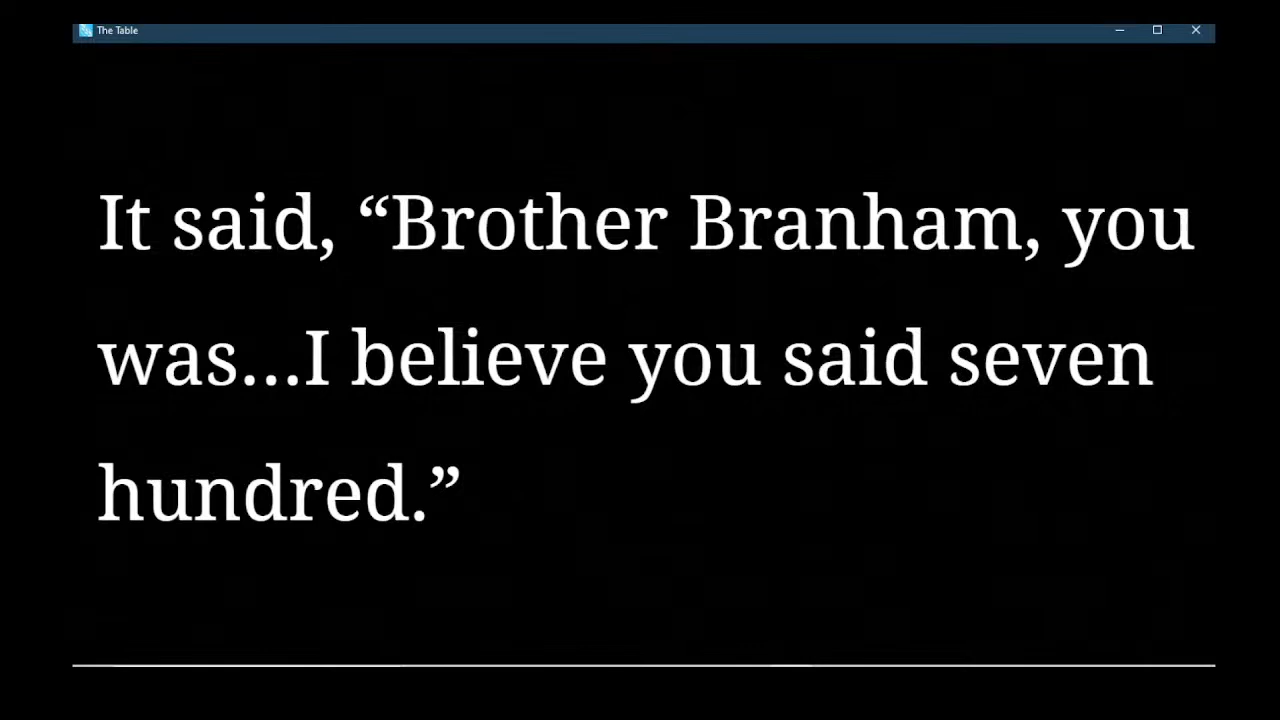 The Table
It said, “Brother Branham, you
was...I believe you said seven
hundred.”